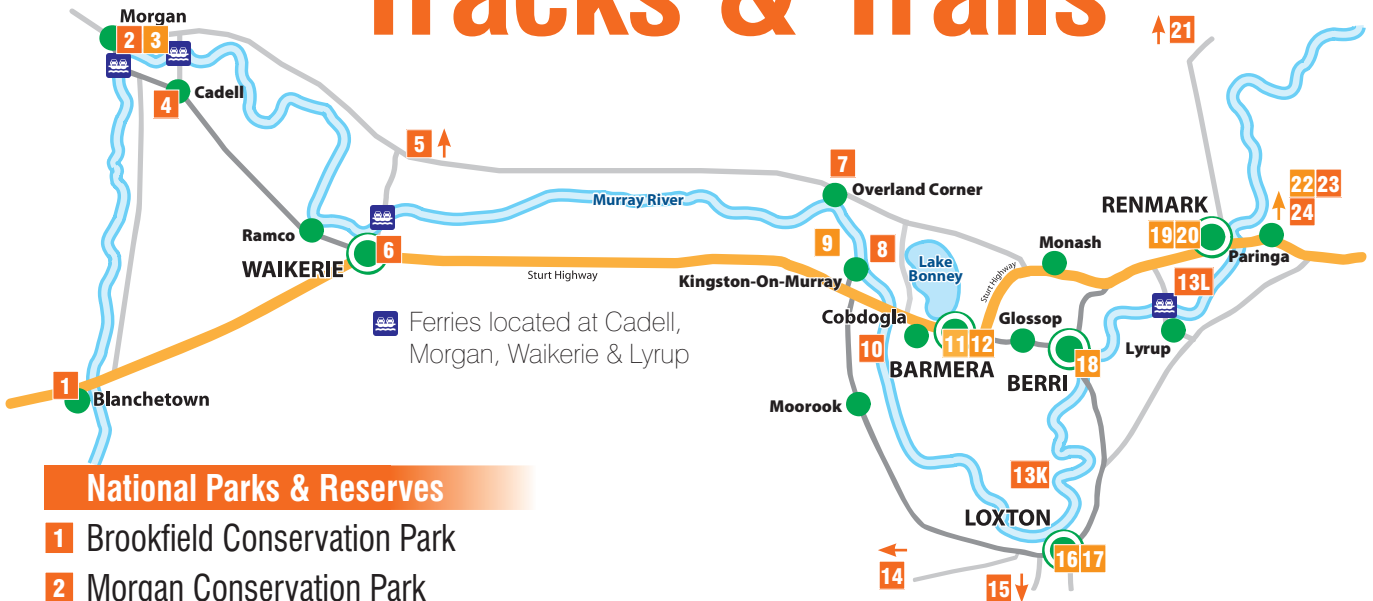 Tracks & Trails
Morgan
2 3
21
Cadell
4
5
7
Overland Corner
22 23
24
Murray River
RENMARK
19 20
Ramco
6
9
8
Monash
Paringa
WAIKERIE
Lake
Bonney
Sturt Highway
Sturt Highway
Kingston-On-Murray
13L
Ferries located at Cadell,
Morgan, Waikerie & Lyrup
Cobdogla
Glossop
10
11 12
Lyrup
BARMERA
BERRI
18
1
Blanchetown
Moorook
National Parks & Reserves
13K
LOXTON
1 Brookfield Conservation Park
16 17
14
15
2 Morgan Conservation Park